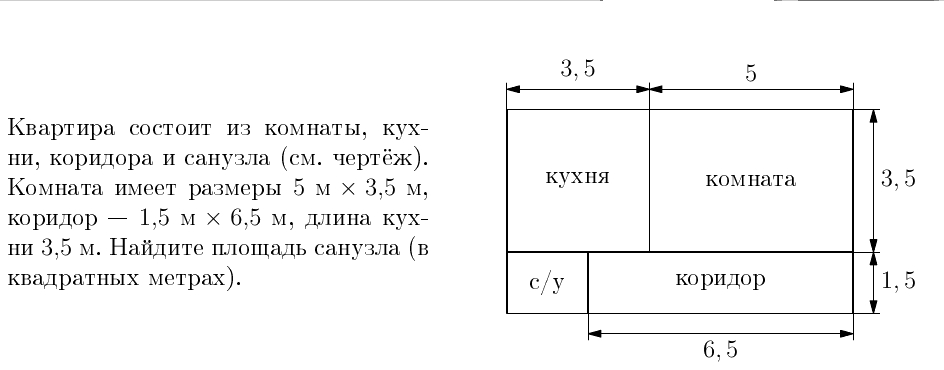 Квартира состоит из комнаты, кух-
ни, коридора и санузла (см. чертёж).
Комната имеет размеры 5 м × 3,5 м,
коридор — 1,5 м × 6,5 м, длина кух-
ни 3,5 м. Найдите площадь санузла (в
квадратных метрах).
3,5
5
кухня
комната
3,5
с/у
коридор
1,5
6,5